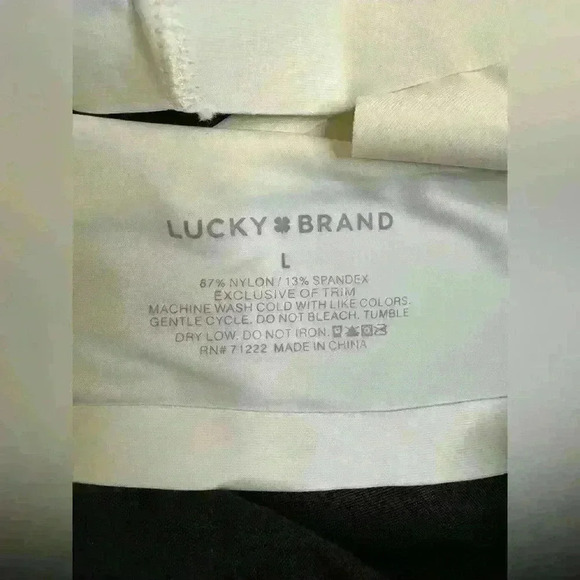 LUCKY BRAND
L
87% NYLON / 13% SPANDEX
EXCLUSIVE OF TRIM
MACHINE WASH COLD WITH LIKE COLORS.
GENTLE CYCLE. DO NOT BLEACH. TUMBLE
DRY LOW. DO NOT IRON.
RN# 71222 MADE IN CHINA